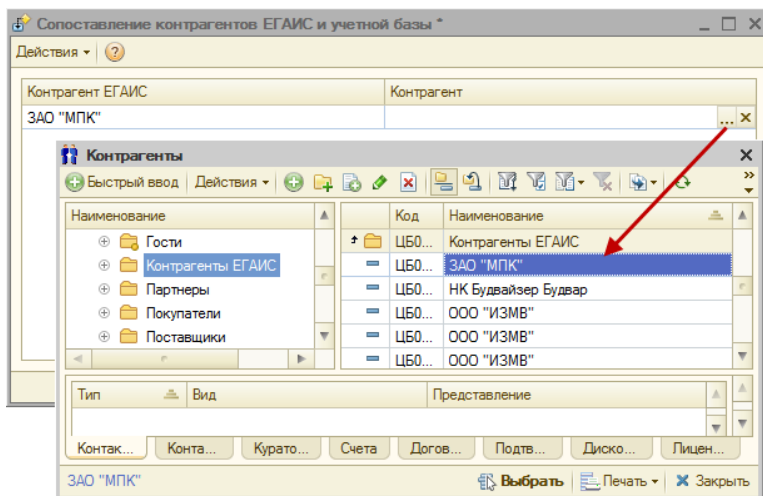 Сопоставление контрагентов ЕГАИС и учетной базы *
Действия
Контрагент ЕГАИС Контрагент
ЗАО "МПК" ...
Контрагенты
Быстрый ввод Действия
Наименование Код Наименование
Гости ЦБ0... Контрагенты ЕГАИС
Контрагенты ЕГАИС ЦБ0... ЗАО "МПК"
Партнеры ЦБ0... НК Будвайзер Будвар
Покупатели ЦБ0... ООО "ИЗМВ"
Поставщики ЦБ0... ООО "ИЗМВ"
ЦБ0... ООО "ИЗМВ"
Тип Вид Представление
Контак... Конта... Курато... Счета Догов... Подтв... Диско... Лицен...
ЗАО "МПК" Выбрать Печать Закрыть